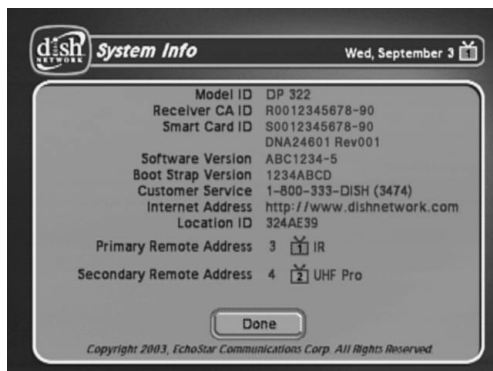 dish
NETWORK
System Info
Wed, September 3 1
Model ID DP 322
Receiver CA ID R0012345678-90
Smart Card ID S0012345678-90
DNA24601 Rev001
Software Version ABC1234-5
Boot Strap Version 1234ABCD
Customer Service 1-800-333-DISH (3474)
Internet Address http://www.dishnetwork.com
Location ID 324AE39
Primary Remote Address 3 1 IR
Secondary Remote Address 4 2 UHF Pro
Done
Copyright 2003, EchoStar Communications Corp. All Rights Reserved.